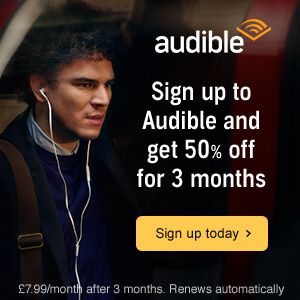 audible
Sign up to
Audible and
get 50% off
for 3 months
Sign up today >
£7.99/month after 3 months. Renews automatically